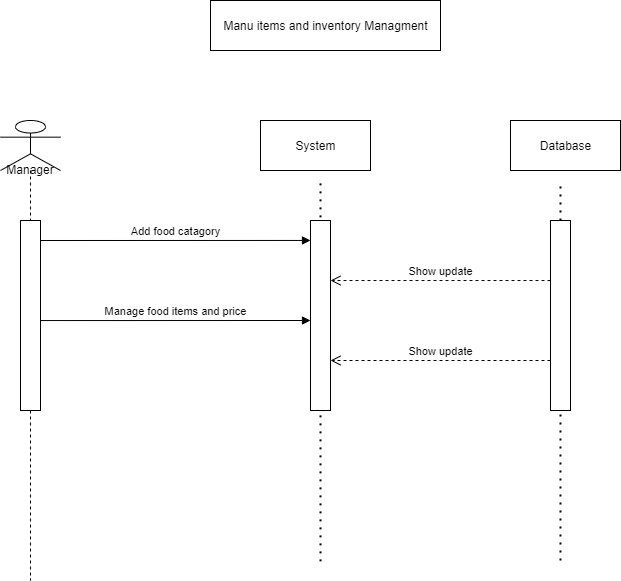 Manu items and inventory Managment
Manager
System
Database
Add food catagory
Show update
Manage food items and price
Show update